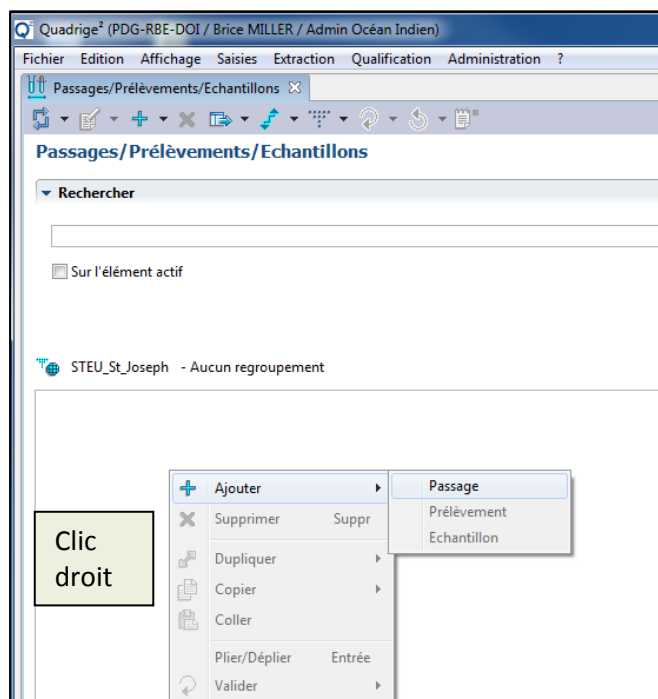 Quadrige² (PDG-RBE-DOI / Brice MILLER / Admin Océan Indien)
Fichier Edition Affichage Saisies Extraction Qualification Administration ?
Passages/Prélèvements/Echantillons
Passages/Prélèvements/Echantillons
Rechercher
Sur l'élément actif
STEU_St_Joseph - Aucun regroupement
Ajouter
Passage
Supprimer Suppr
Prélèvement
Echantillon
Clic
droit
Dupliquer
Copier
Coller
Plier/Déplier Entrée
Valider